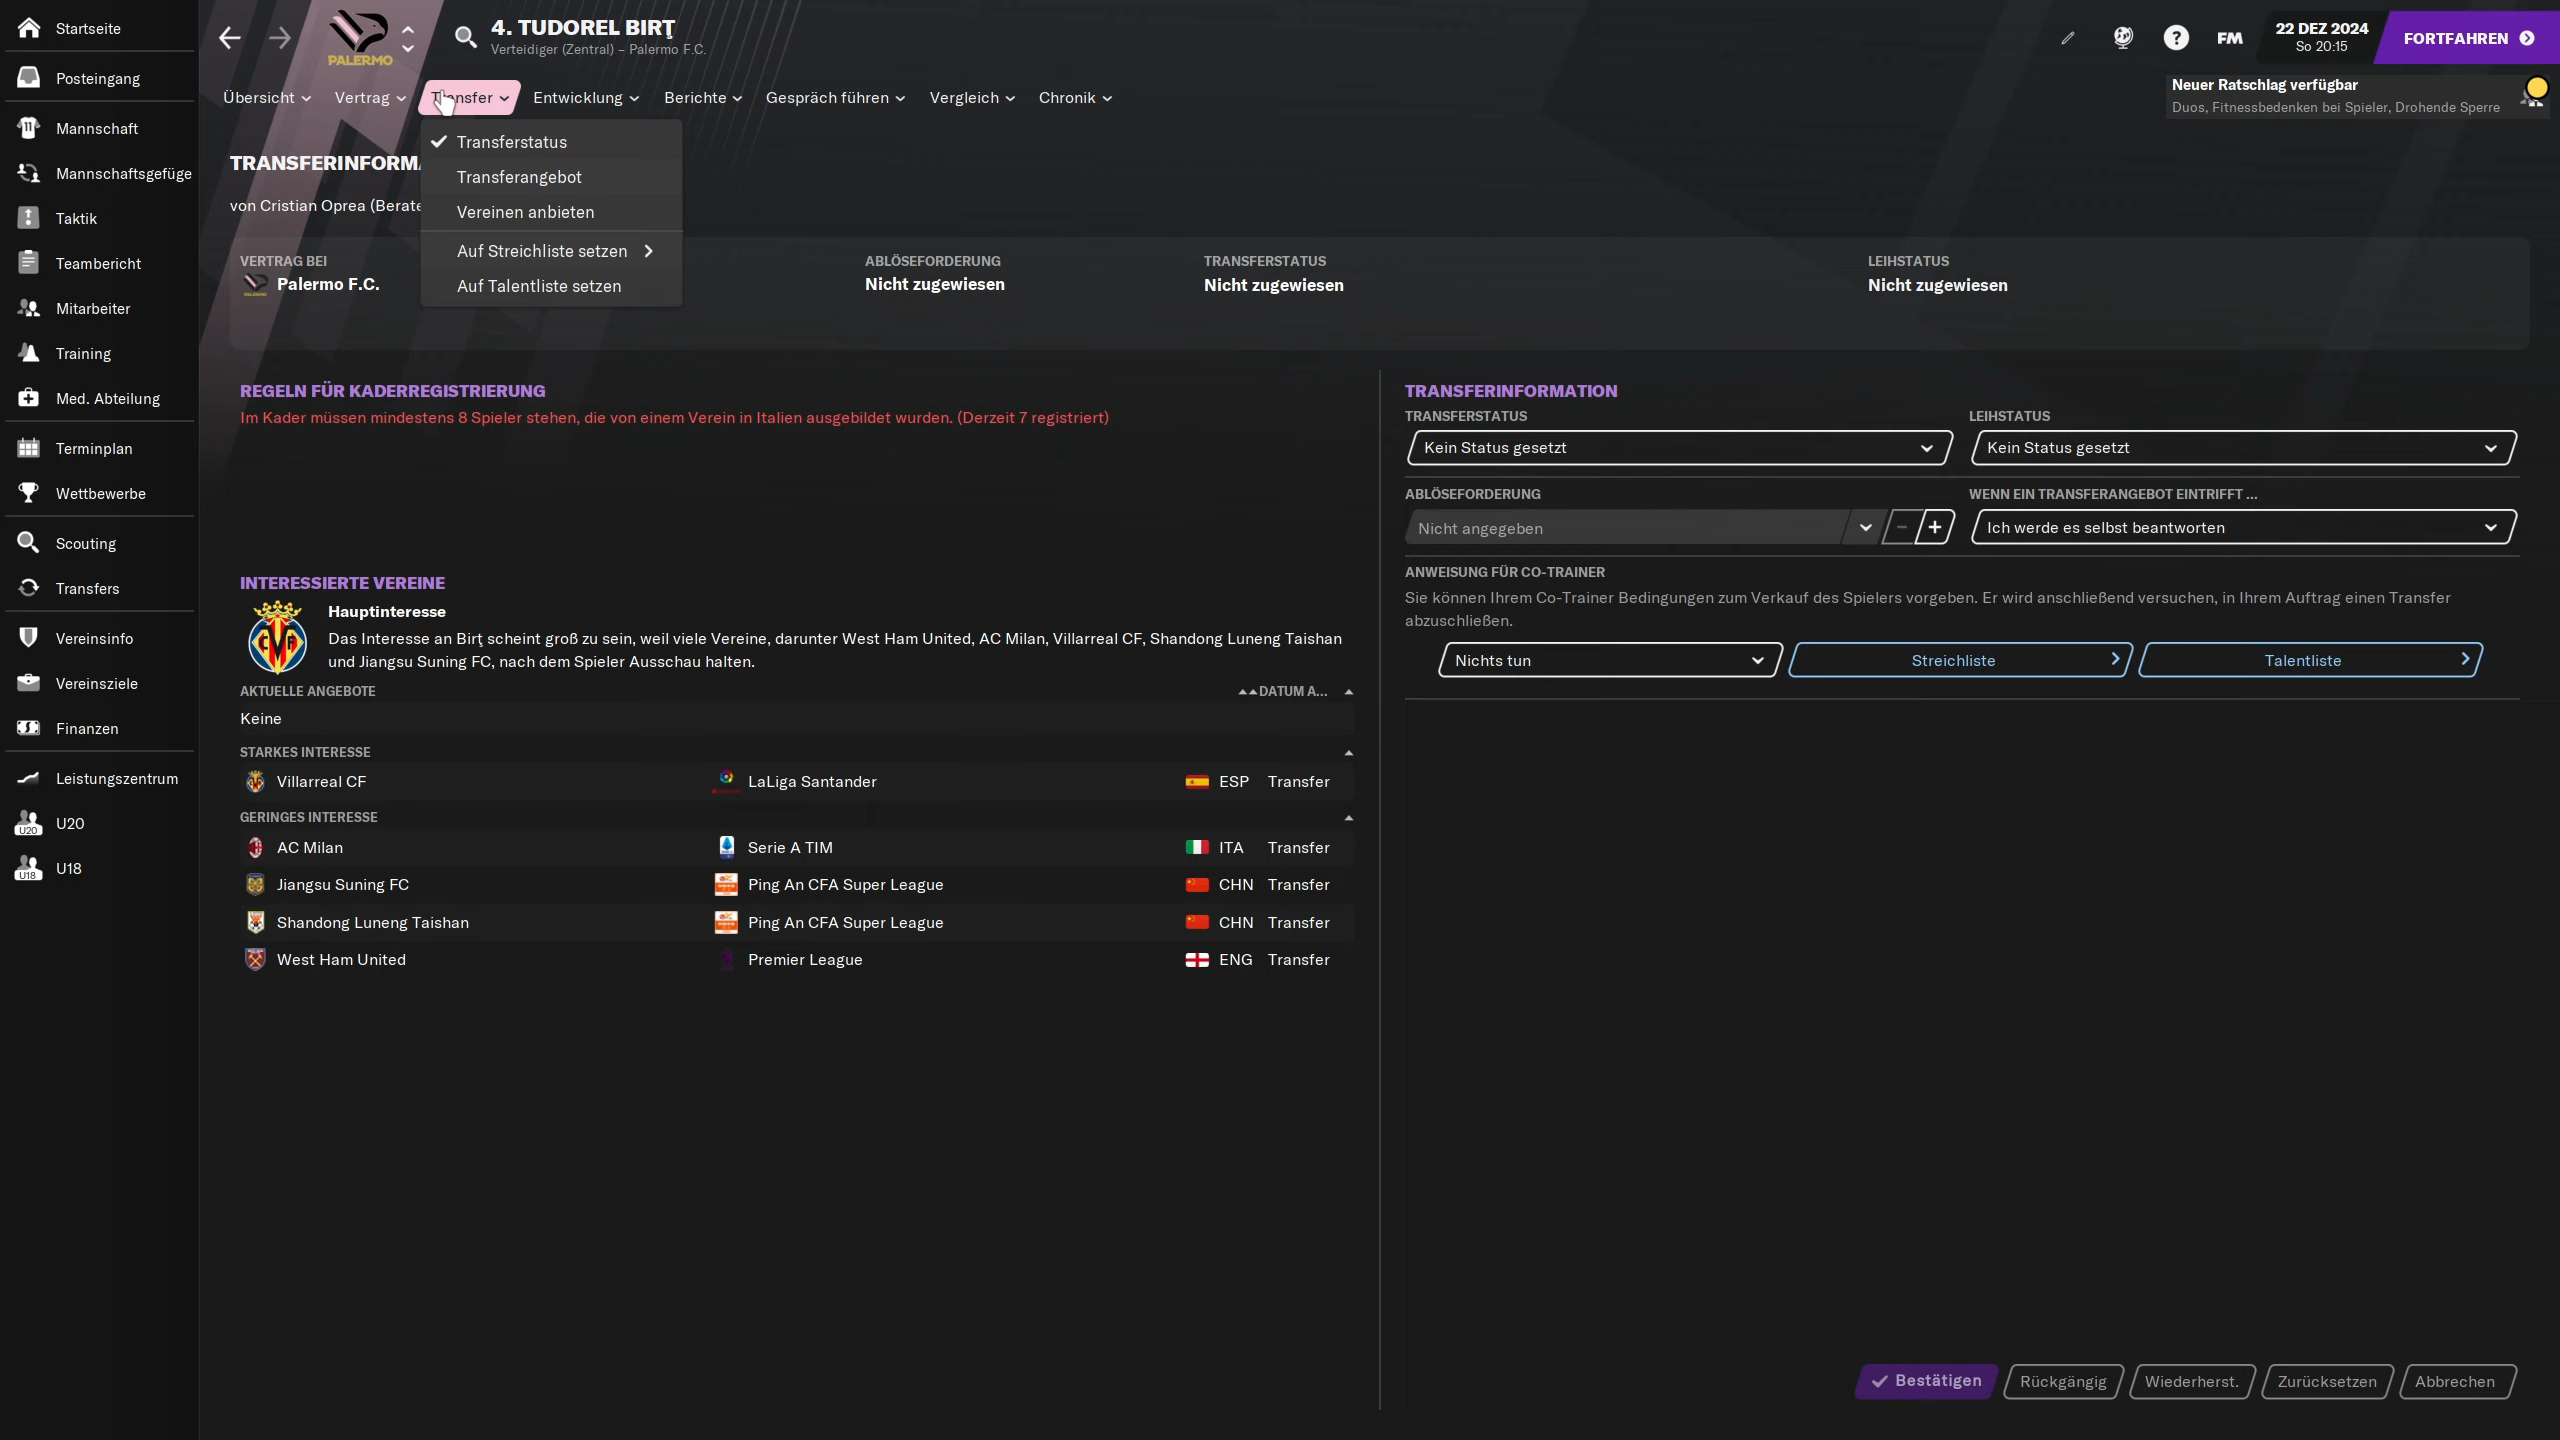 Startseite
Posteingang
Mannschaft
Mannschaftsgefüge
Taktik
Teambericht
Mitarbeiter
Training
Med. Abteilung
Terminplan
Wettbewerbe
Scouting
Transfers
Vereinsinfo
Vereinsziele
Finanzen
Leistungszentrum
U20
U20
U18
U18
PALERMO
4. TUDOREL BIRŢ
Verteidiger (Zentral) – Palermo F.C.
FM
22 DEZ 2024
So 20:15
FORTFAHREN
Übersicht
Vertrag
Entwicklung
Berichte
Gespräch führen
Vergleich
Chronik
Neuer Ratschlag verfügbar
Duos, Fitnessbedenken bei Spieler, Drohende Sperre
Transferstatus
Transferangebot
Vereinen anbieten
Auf Streichliste setzen
Auf Talentliste setzen
von Cristian Oprea
VERTRAG BEI
Palermo F.C.
ABLÖSEFORDERUNG
Nicht zugewiesen
TRANSFERSTATUS
Nicht zugewiesen
LEIHSTATUS
Nicht zugewiesen
REGELN FÜR KADERREGISTRIERUNG
Im Kader müssen mindestens 8 Spieler stehen, die von einem Verein in Italien ausgebildet wurden. (Derzeit 7 registriert)
INTERESSIERTE VEREINE
Hauptinteresse
Das Interesse an Birţ scheint groß zu sein, weil viele Vereine, darunter West Ham United, AC Milan, Villarreal CF, Shandong Luneng Taishan
und Jiangsu Suning FC, nach dem Spieler Ausschau halten.
AKTUELLE ANGEBOTE DATUM A...
Keine
STARKES INTERESSE
Villarreal CF LaLiga Santander ESP Transfer
GERINGES INTERESSE
AC Milan Serie A TIM ITA Transfer
Jiangsu Suning FC Ping An CFA Super League CHN Transfer
Shandong Luneng Taishan Ping An CFA Super League CHN Transfer
West Ham United Premier League ENG Transfer
TRANSFERINFORMATION
TRANSFERSTATUS
Kein Status gesetzt
LEIHSTATUS
Kein Status gesetzt
ABLÖSEFORDERUNG
Nicht angegeben
WENN EIN TRANSFERANGEBOT EINTRIFFT ...
Ich werde es selbst beantworten
ANWEISUNG FÜR CO-TRAINER
Sie können Ihrem Co-Trainer Bedingungen zum Verkauf des Spielers vorgeben. Er wird anschließend versuchen, in Ihrem Auftrag einen Transfer
abzuschließen.
Nichts tun
Streichliste
Talentliste
Bestätigen
Rückgängig
Wiederherst.
Zurücksetzen
Abbrechen